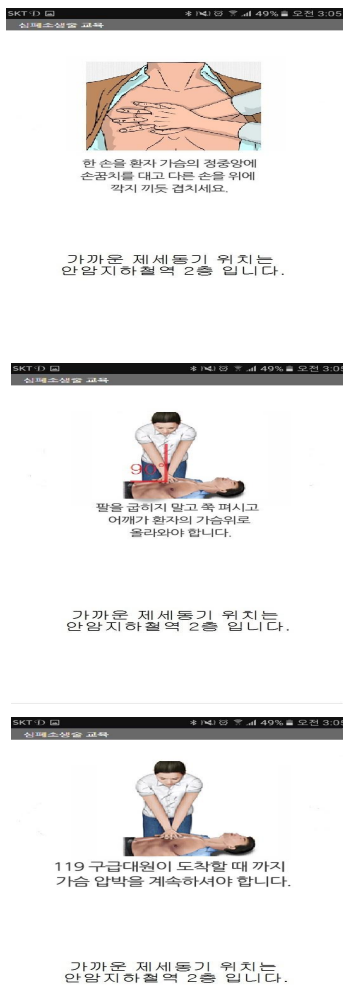 SKT 49% 오전 3:05
심폐소생술 교육
한 손을 환자 가슴의 정중앙에
손꿈치를 대고 다른 손을 위에
깍지 끼듯 겹치세요.
가까운 제세동기 위치는
안암지하철역 2층 입니다.
SKT 49% 오전 3:05
심폐소생술 교육
90°
팔을 굽히지 말고 쭉 펴시고
어깨가 환자의 가슴위로
올라와야 합니다.
가까운 제세동기 위치는
안암지하철역 2층 입니다.
SKT 49% 오전 3:05
심폐소생술 교육
119 구급대원이 도착할 때 까지
가슴 압박을 계속하셔야 합니다.
가까운 제세동기 위치는
안암지하철역 2층 입니다.